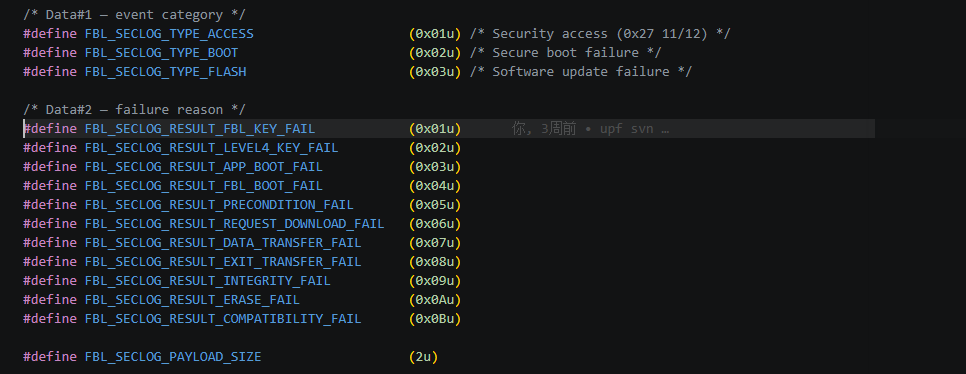 /* Data#1 — event category */
#define FBL_SECLOG_TYPE_ACCESS (0x01u) /* Security access (0x27 11/12) */
#define FBL_SECLOG_TYPE_BOOT (0x02u) /* Secure boot failure */
#define FBL_SECLOG_TYPE_FLASH (0x03u) /* Software update failure */
/* Data#2 — failure reason */
#define FBL_SECLOG_RESULT_FBL_KEY_FAIL (0x01u) 你, 3周前 • upf svn …
#define FBL_SECLOG_RESULT_LEVEL4_KEY_FAIL (0x02u)
#define FBL_SECLOG_RESULT_APP_BOOT_FAIL (0x03u)
#define FBL_SECLOG_RESULT_FBL_BOOT_FAIL (0x04u)
#define FBL_SECLOG_RESULT_PRECONDITION_FAIL (0x05u)
#define FBL_SECLOG_RESULT_REQUEST_DOWNLOAD_FAIL (0x06u)
#define FBL_SECLOG_RESULT_DATA_TRANSFER_FAIL (0x07u)
#define FBL_SECLOG_RESULT_EXIT_TRANSFER_FAIL (0x08u)
#define FBL_SECLOG_RESULT_INTEGRITY_FAIL (0x09u)
#define FBL_SECLOG_RESULT_ERASE_FAIL (0x0Au)
#define FBL_SECLOG_RESULT_COMPATIBILITY_FAIL (0x0Bu)
#define FBL_SECLOG_PAYLOAD_SIZE (2u)